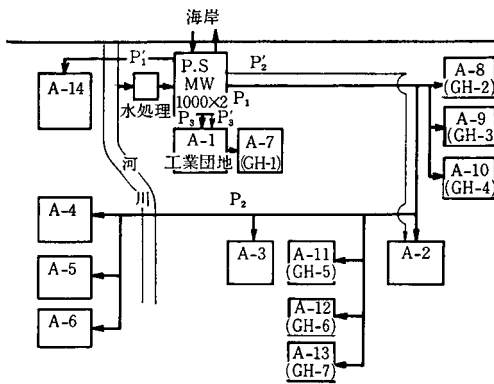 海岸
P'₁
P.S
MW
1000×2
P'₂
P₁
A-14
水処理
P₃
P'₃
A-1
工業団地
A-7
(GH-1)
A-8
(GH-2)
A-9
(GH-3
A-10
(GH-4)
河
川
P₂
A-4
A-5
A-6
A-3
A-11
(GH-5)
A-12
(GH-6)
A-13
(GH-7)
A-2